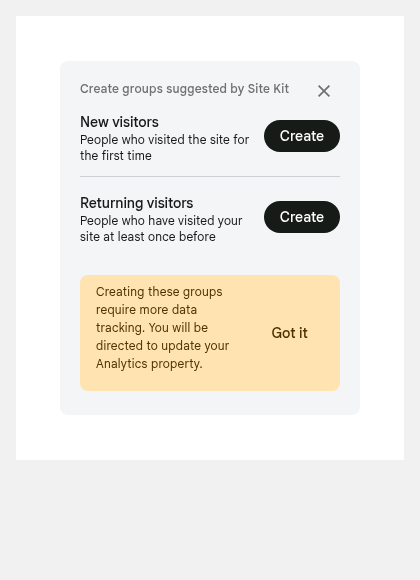 Create groups suggested by Site Kit
New visitors
People who visited the site for
the first time
Create
Returning visitors
People who have visited your
site at least once before
Create
Creating these groups
require more data
tracking. You will be
directed to update your
Analytics property.
Got it